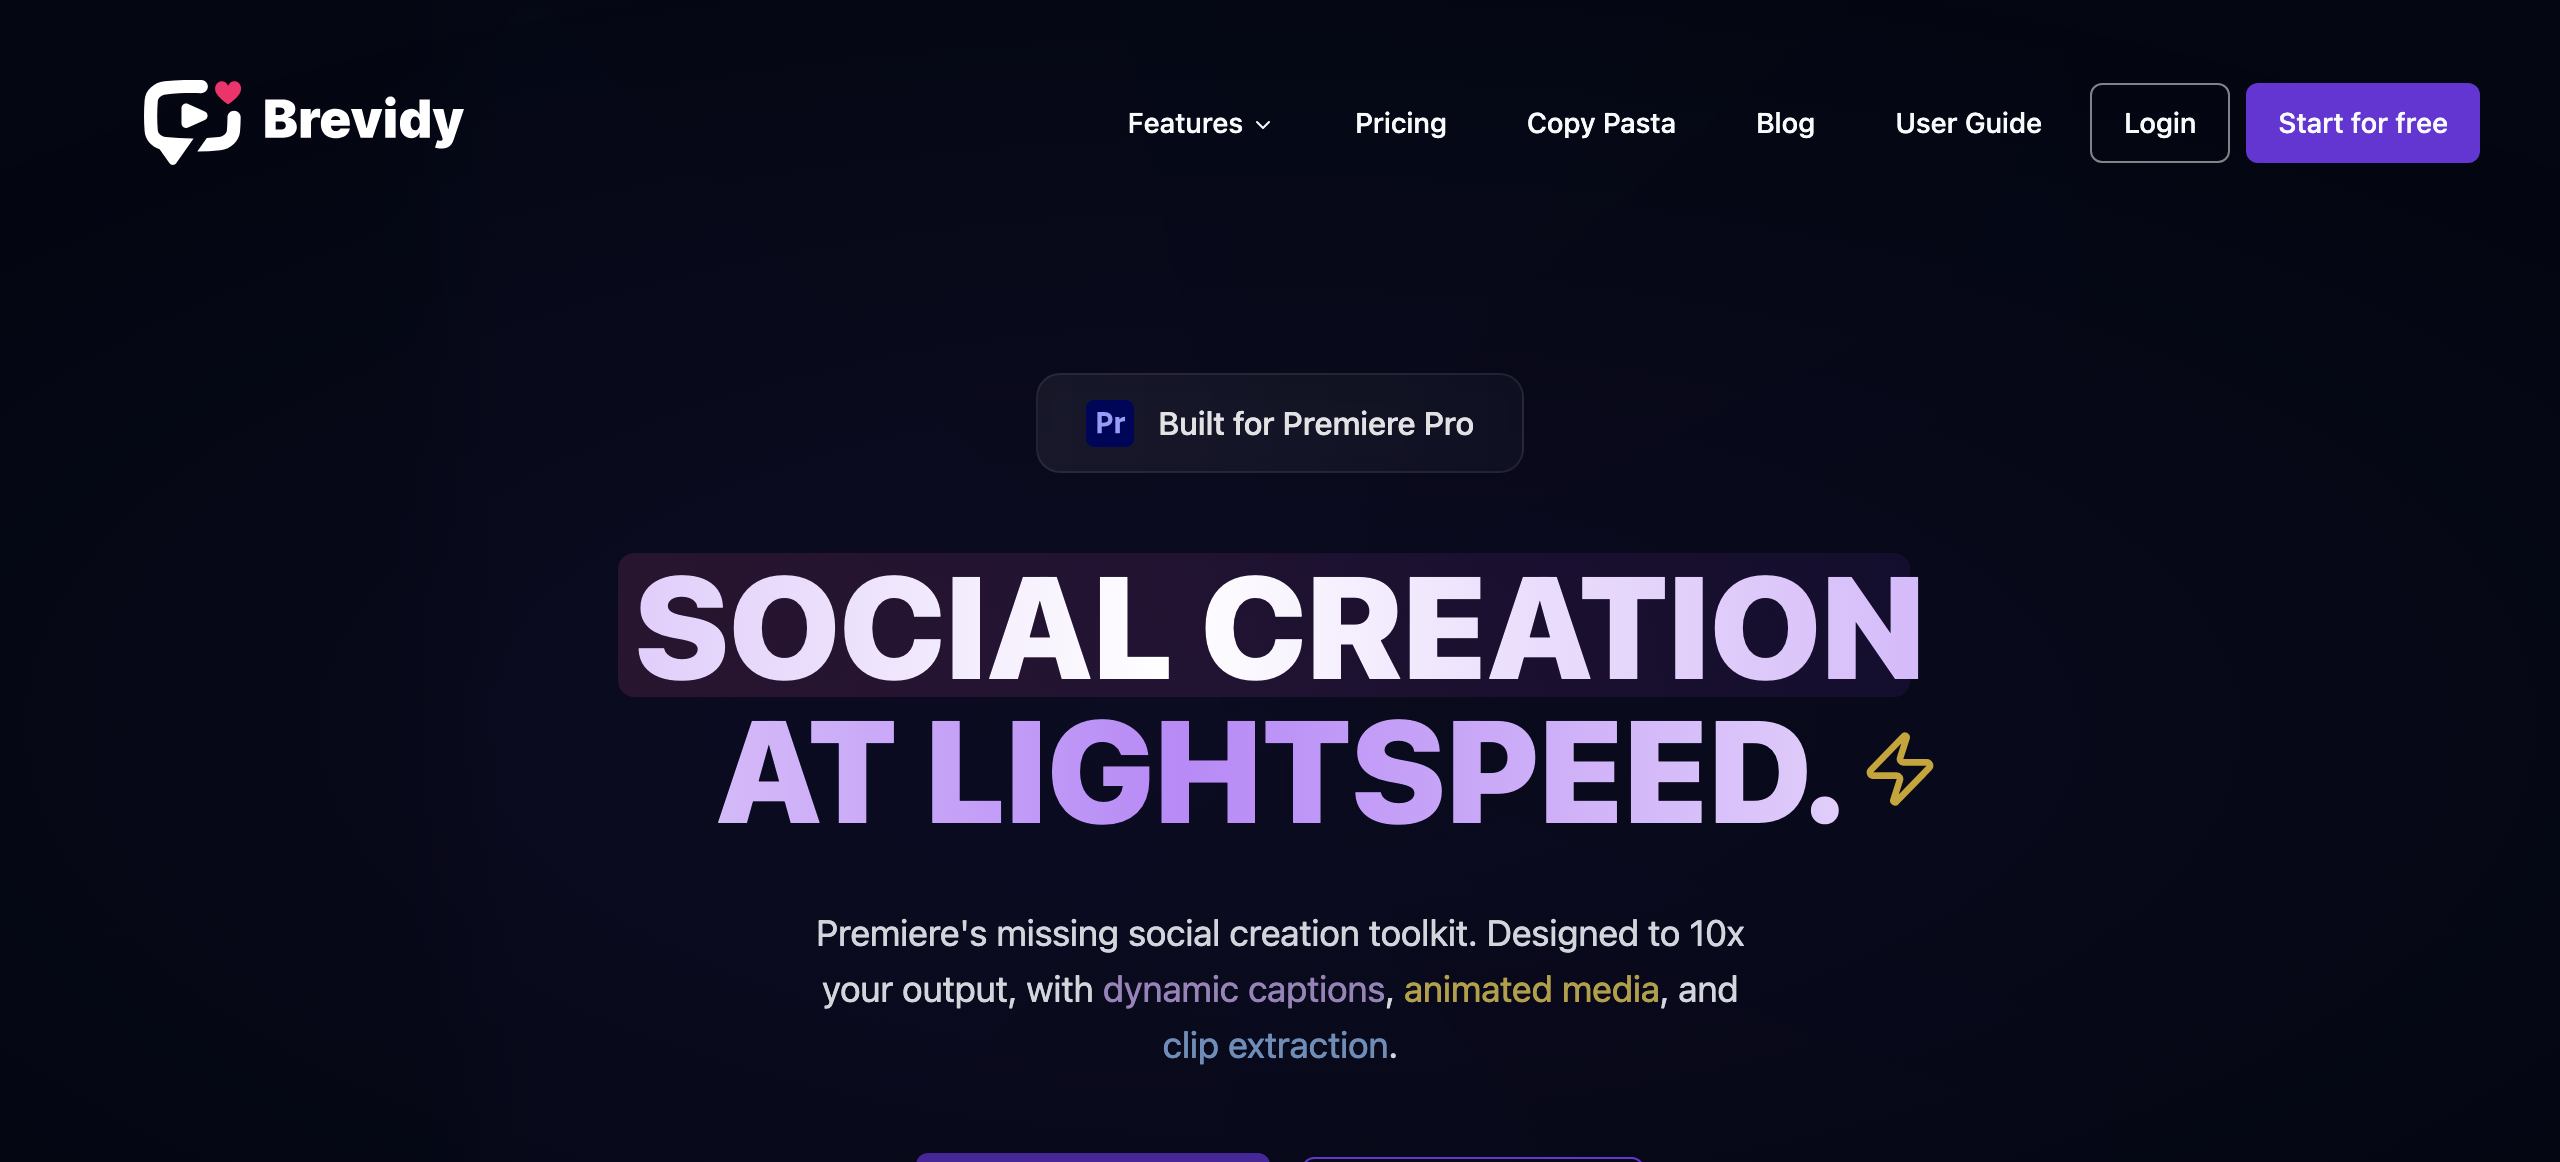 Brevidy
Features
Pricing
Copy Pasta
Blog
User Guide
Login
Start for free
Pr Built for Premiere Pro
SOCIAL CREATION
AT LIGHTSPEED.
Premiere's missing social creation toolkit. Designed to 10x
your output, with dynamic captions, animated media, and
clip extraction.